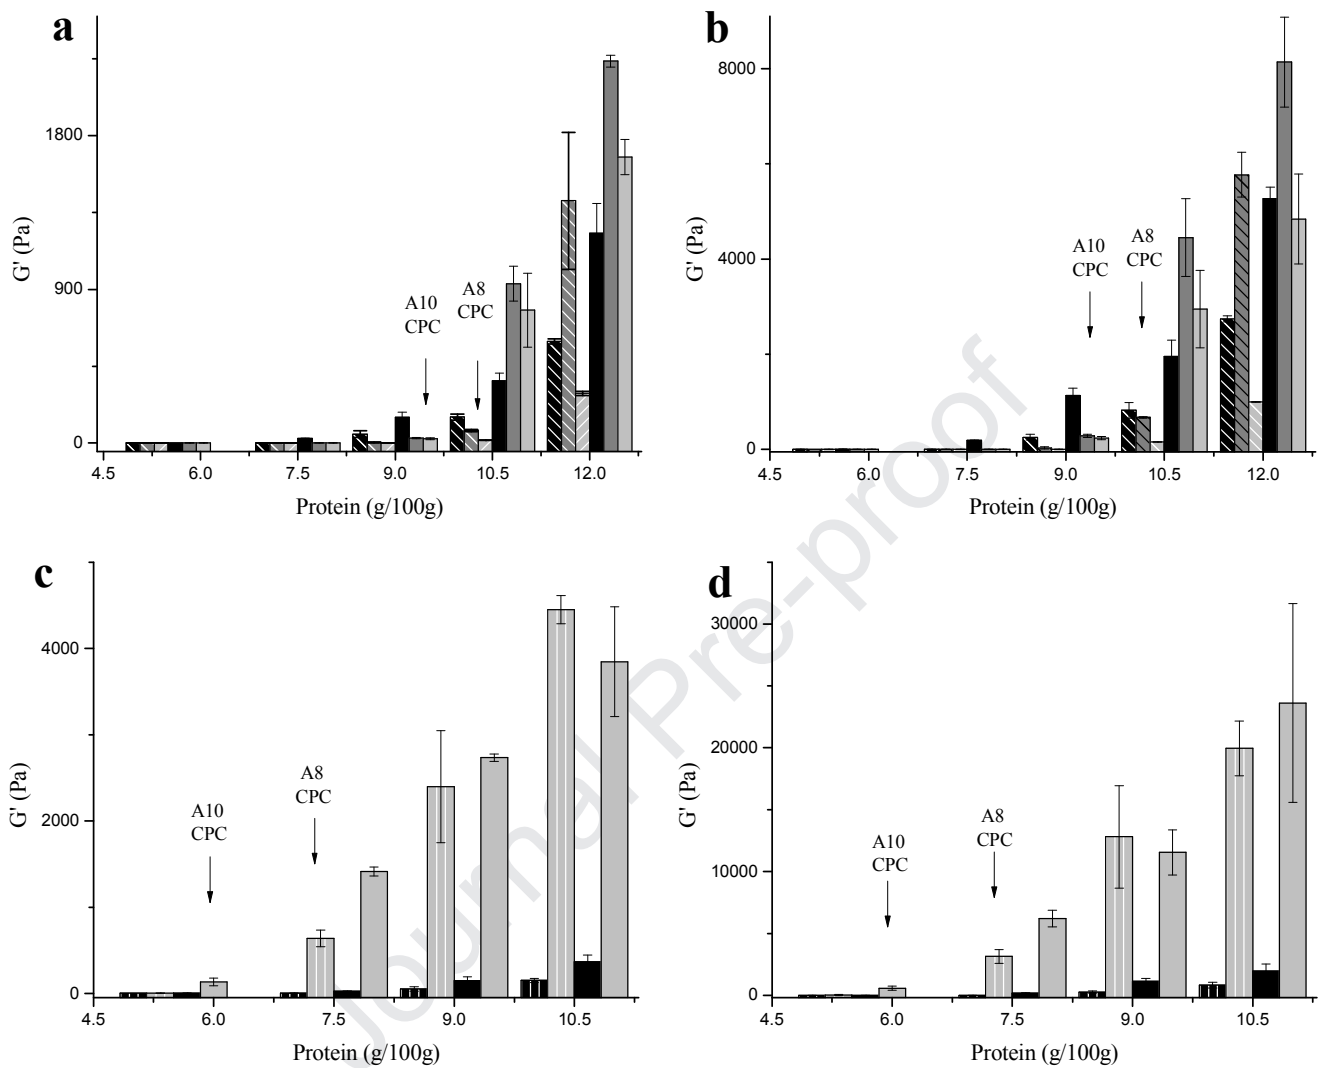 a
1800
900
0
G' (Pa)
A10
CPC
A8
CPC
4.5 6.0 7.5 9.0 10.5 12.0
Protein (g/100g)
b
8000
4000
0
G' (Pa)
A10
CPC
A8
CPC
4.5 6.0 7.5 9.0 10.5 12.0
Protein (g/100g)
c
4000
2000
0
G' (Pa)
A10
CPC
A8
CPC
4.5 6.0 7.5 9.0 10.5
Protein (g/100g)
d
30000
20000
10000
0
G' (Pa)
A10
CPC
A8
CPC
4.5 6.0 7.5 9.0 10.5
Protein (g/100g)
Journal Pre-proof